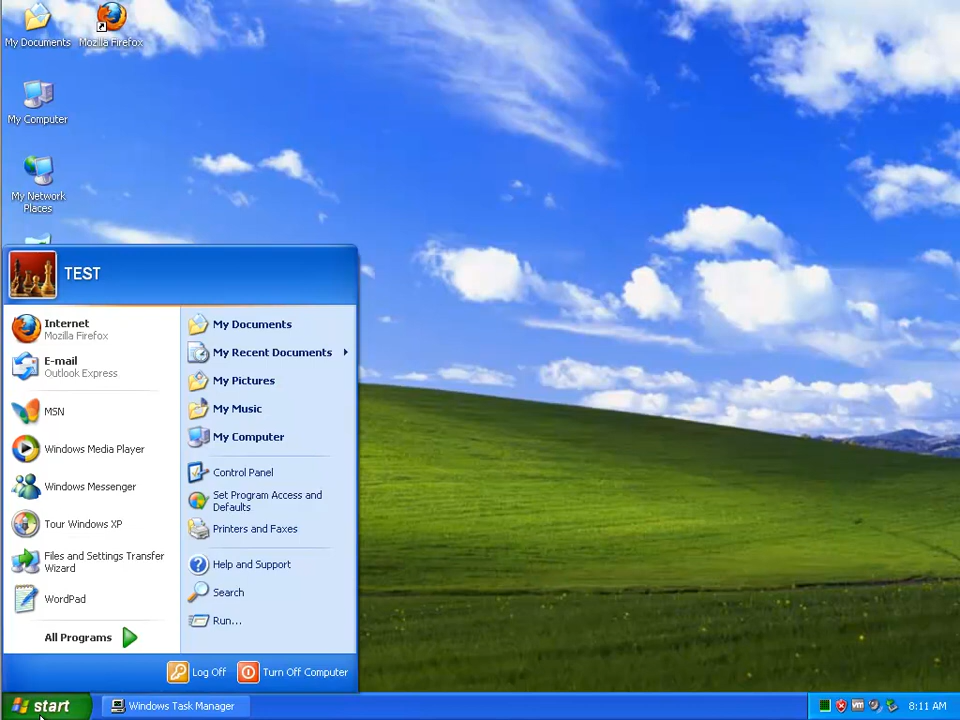 My Documents
Mozilla Firefox
My Computer
My Network
Places
TEST
Internet
Mozilla Firefox
E-mail
Outlook Express
MSN
Windows Media Player
Windows Messenger
Tour Windows XP
Files and Settings Transfer
Wizard
WordPad
All Programs
My Documents
My Recent Documents
My Pictures
My Music
My Computer
Control Panel
Set Program Access and
Defaults
Printers and Faxes
Help and Support
Search
Run...
Log Off
Turn Off Computer
start
Windows Task Manager
8:11 AM